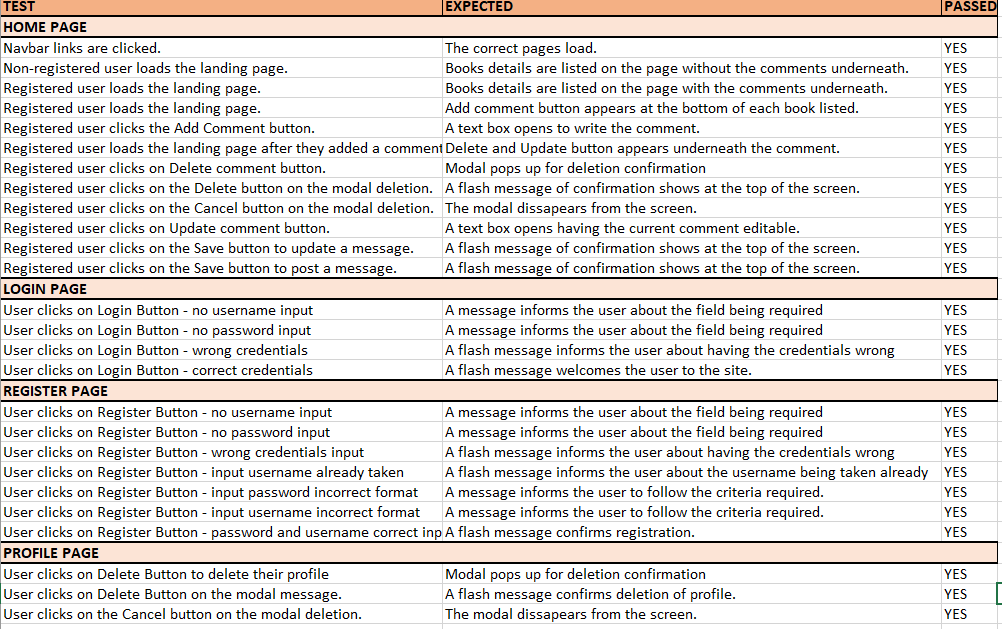 TEST EXPECTED PASSED
HOME PAGE
Navbar links are clicked. The correct pages load. YES
Non-registered user loads the landing page. Books details are listed on the page without the comments underneath. YES
Registered user loads the landing page. Books details are listed on the page with the comments underneath. YES
Registered user loads the landing page. Add comment button appears at the bottom of each book listed. YES
Registered user clicks the Add Comment button. A text box opens to write the comment. YES
Registered user loads the landing page after they added a comment Delete and Update button appears underneath the comment. YES
Registered user clicks on Delete comment button. Modal pops up for deletion confirmation YES
Registered user clicks on the Delete button on the modal deletion. A flash message of confirmation shows at the top of the screen. YES
Registered user clicks on the Cancel button on the modal deletion. The modal dissapears from the screen. YES
Registered user clicks on Update comment button. A text box opens having the current comment editable. YES
Registered user clicks on the Save button to update a message. A flash message of confirmation shows at the top of the screen. YES
Registered user clicks on the Save button to post a message. A flash message of confirmation shows at the top of the screen. YES
LOGIN PAGE
User clicks on Login Button - no username input A message informs the user about the field being required YES
User clicks on Login Button - no password input A message informs the user about the field being required YES
User clicks on Login Button - wrong credentials A flash message informs the user about having the credentials wrong YES
User clicks on Login Button - correct credentials A flash message welcomes the user to the site. YES
REGISTER PAGE
User clicks on Register Button - no username input A message informs the user about the field being required YES
User clicks on Register Button - no password input A message informs the user about the field being required YES
User clicks on Register Button - wrong credentials input A flash message informs the user about having the credentials wrong YES
User clicks on Register Button - input username already taken A flash message informs the user about the username being taken already YES
User clicks on Register Button - input password incorrect format A message informs the user to follow the criteria required. YES
User clicks on Register Button - input username incorrect format A message informs the user to follow the criteria required. YES
User clicks on Register Button - password and username correct inp A flash message confirms registration. YES
PROFILE PAGE
User clicks on Delete Button to delete their profile Modal pops up for deletion confirmation YES
User clicks on Delete Button on the modal message. A flash message confirms deletion of profile. YES
User clicks on the Cancel button on the modal deletion. The modal dissapears from the screen. YES